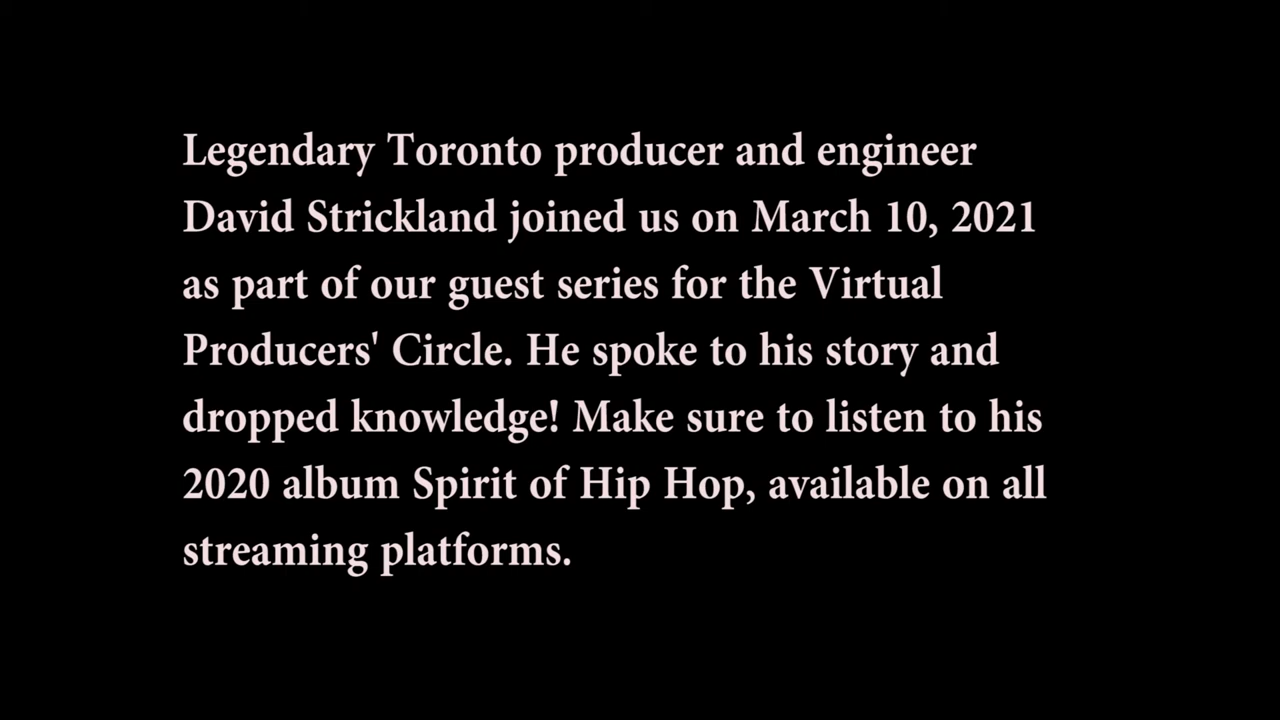 Legendary Toronto producer and engineer
David Strickland joined us on March 10, 2021
as part of our guest series for the Virtual
Producers' Circle. He spoke to his story and
dropped knowledge! Make sure to listen to his
2020 album Spirit of Hip Hop, available on all
streaming platforms.